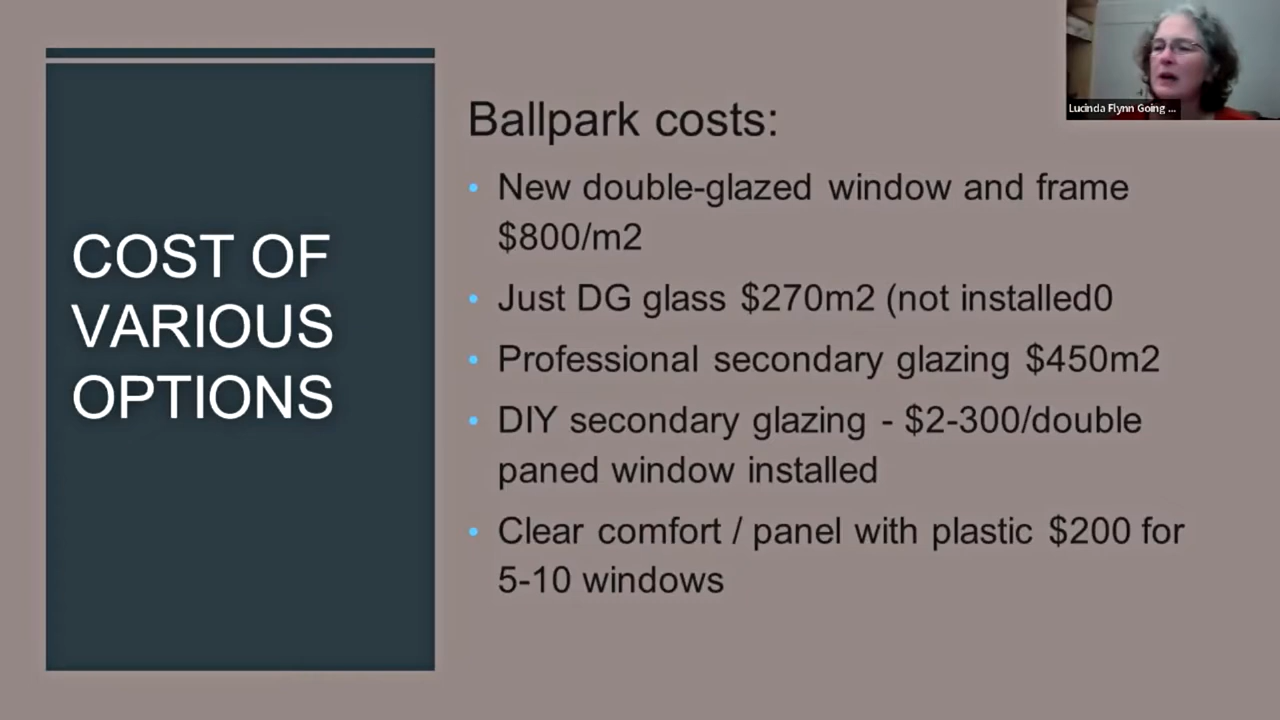 COST OF
VARIOUS
OPTIONS
Ballpark costs:
• New double-glazed window and frame
$800/m2
• Just DG glass $270m2 (not installed0
• Professional secondary glazing $450m2
• DIY secondary glazing - $2-300/double
paned window installed
• Clear comfort / panel with plastic $200 for
5-10 windows
Lucinda Flynn Going ...